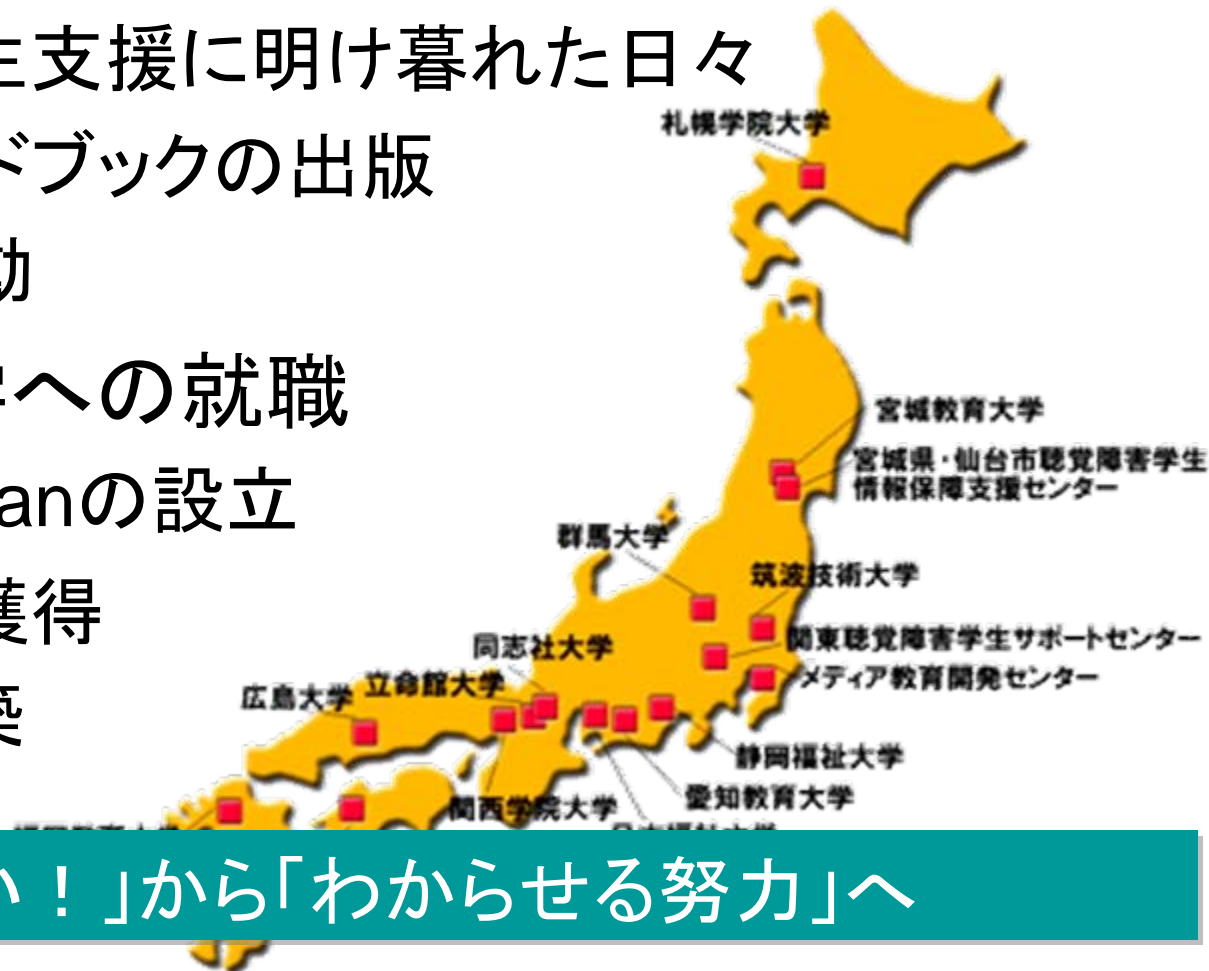 生支援に明け暮れた日々
ドブックの出版
動
への就職
anの設立
獲得
築
札幌学院大学
宮城教育大学
宮城県・仙台市聴覚障害学生
情報保障支援センター
群馬大学
筑波技術大学
関東聴覚障害学生サポートセンター
メディア教育開発センター
同志社大学
立命館大学
広島大学
静岡福祉大学
愛知教育大学
関西学院大学
い！」から「わからせる努力」へ